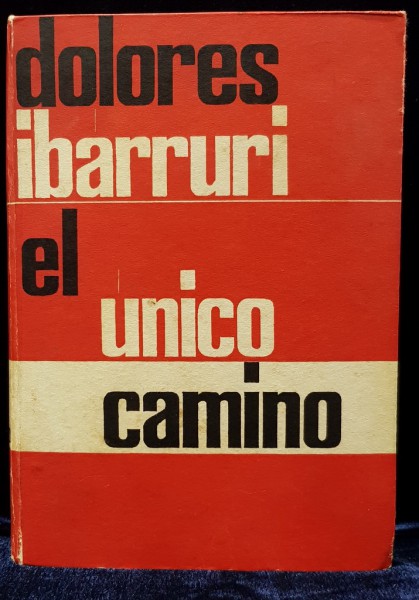 dolores
ibarruri
el
unico
camino